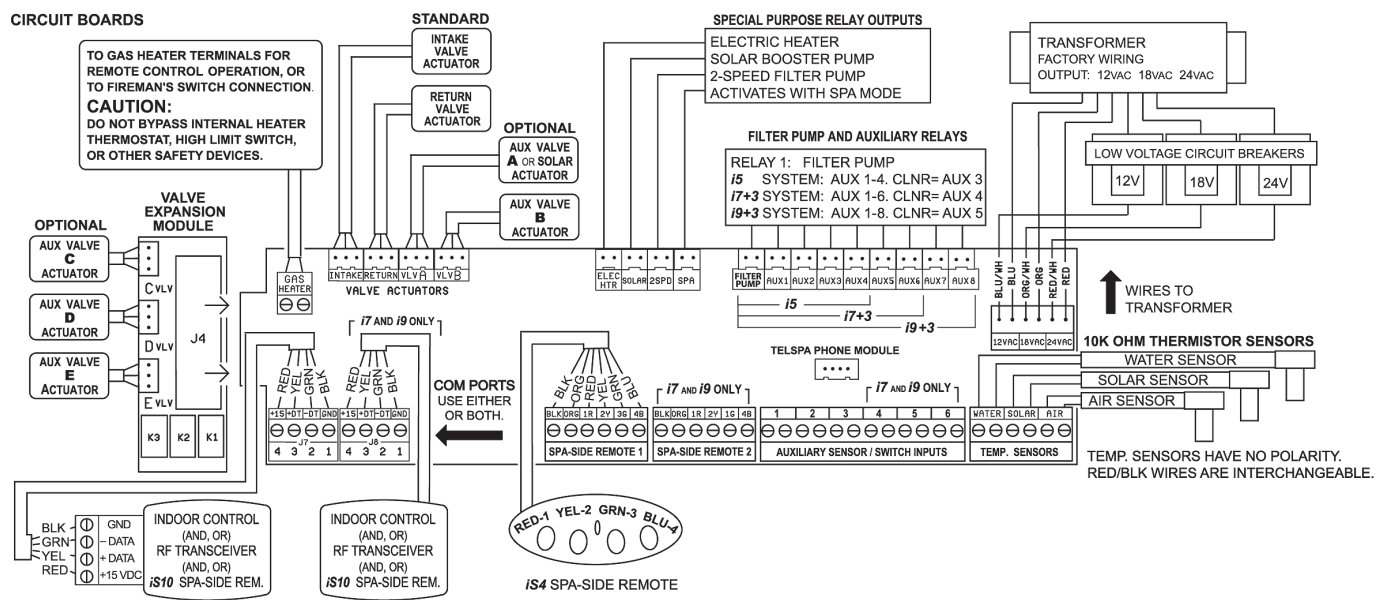 CIRCUIT BOARDS
TO GAS HEATER TERMINALS FOR
REMOTE CONTROL OPERATION, OR
TO FIREMAN'S SWITCH CONNECTION.
CAUTION:
DO NOT BYPASS INTERNAL HEATER
THERMOSTAT, HIGH LIMIT SWITCH,
OR OTHER SAFETY DEVICES.
STANDARD
INTAKE
VALVE
ACTUATOR
RETURN
VALVE
ACTUATOR
OPTIONAL
AUX VALVE
A OR SOLAR
ACTUATOR
AUX VALVE
B
ACTUATOR
SPECIAL PURPOSE RELAY OUTPUTS
ELECTRIC HEATER
SOLAR BOOSTER PUMP
2-SPEED FILTER PUMP
ACTIVATES WITH SPA MODE
FILTER PUMP AND AUXILIARY RELAYS
RELAY 1: FILTER PUMP
i5 SYSTEM: AUX 1-4. CLNR= AUX 3
i7+3 SYSTEM: AUX 1-6. CLNR= AUX 4
i9+3 SYSTEM: AUX 1-8. CLNR= AUX 5
TRANSFORMER
FACTORY WIRING
OUTPUT: 12VAC 18VAC 24VAC
LOW VOLTAGE CIRCUIT BREAKERS
12V 18V 24V
VALVE
EXPANSION
MODULE
OPTIONAL
AUX VALVE
C
ACTUATOR
AUX VALVE
D
ACTUATOR
AUX VALVE
E
ACTUATOR
C VLV
D VLV
E VLV
J4
K3 K2 K1
GAS
HEATER
INTAKE RETURN VLVA VLVB
VALVE ACTUATORS
ELEC
HTR SOLAR 2SPD SPA
FILTER
PUMP AUX1 AUX2 AUX3 AUX4 AUX5 AUX6 AUX7 AUX8
i5
i7+3
i9+3
BLU/WH BLU ORG/WH ORG RED/WH RED
12VAC 18VAC 24VAC
WIRES TO
TRANSFORMER
10K OHM THERMISTOR SENSORS
WATER SENSOR
SOLAR SENSOR
AIR SENSOR
TEMP. SENSORS HAVE NO POLARITY.
RED/BLK WIRES ARE INTERCHANGEABLE.
i7 AND i9 ONLY
RED YEL GRN BLK
RED YEL GRN BLK
+15 +DT -DT GND
+15 +DT -DT GND
J7
J8
4 3 2 1
4 3 2 1
COM PORTS
USE EITHER
OR BOTH.
BLK ORG RED YEL GRN BLU
BLK ORG 1R 2Y 3G 4B
SPA-SIDE REMOTE 1
i7 AND i9 ONLY
BLK ORG 1R 2Y 1G 4B
SPA-SIDE REMOTE 2
TELSPA PHONE MODULE
i7 AND i9 ONLY
1 2 3 4 5 6
AUXILIARY SENSOR / SWITCH INPUTS
WATER SOLAR AIR
TEMP. SENSORS
BLK GND
GRN - DATA
YEL + DATA
RED +15 VDC
INDOOR CONTROL
(AND, OR)
RF TRANSCEIVER
(AND, OR)
iS10 SPA-SIDE REM.
INDOOR CONTROL
(AND, OR)
RF TRANSCEIVER
(AND, OR)
iS10 SPA-SIDE REM.
RED-1 YEL-2 GRN-3 BLU-4
iS4 SPA-SIDE REMOTE